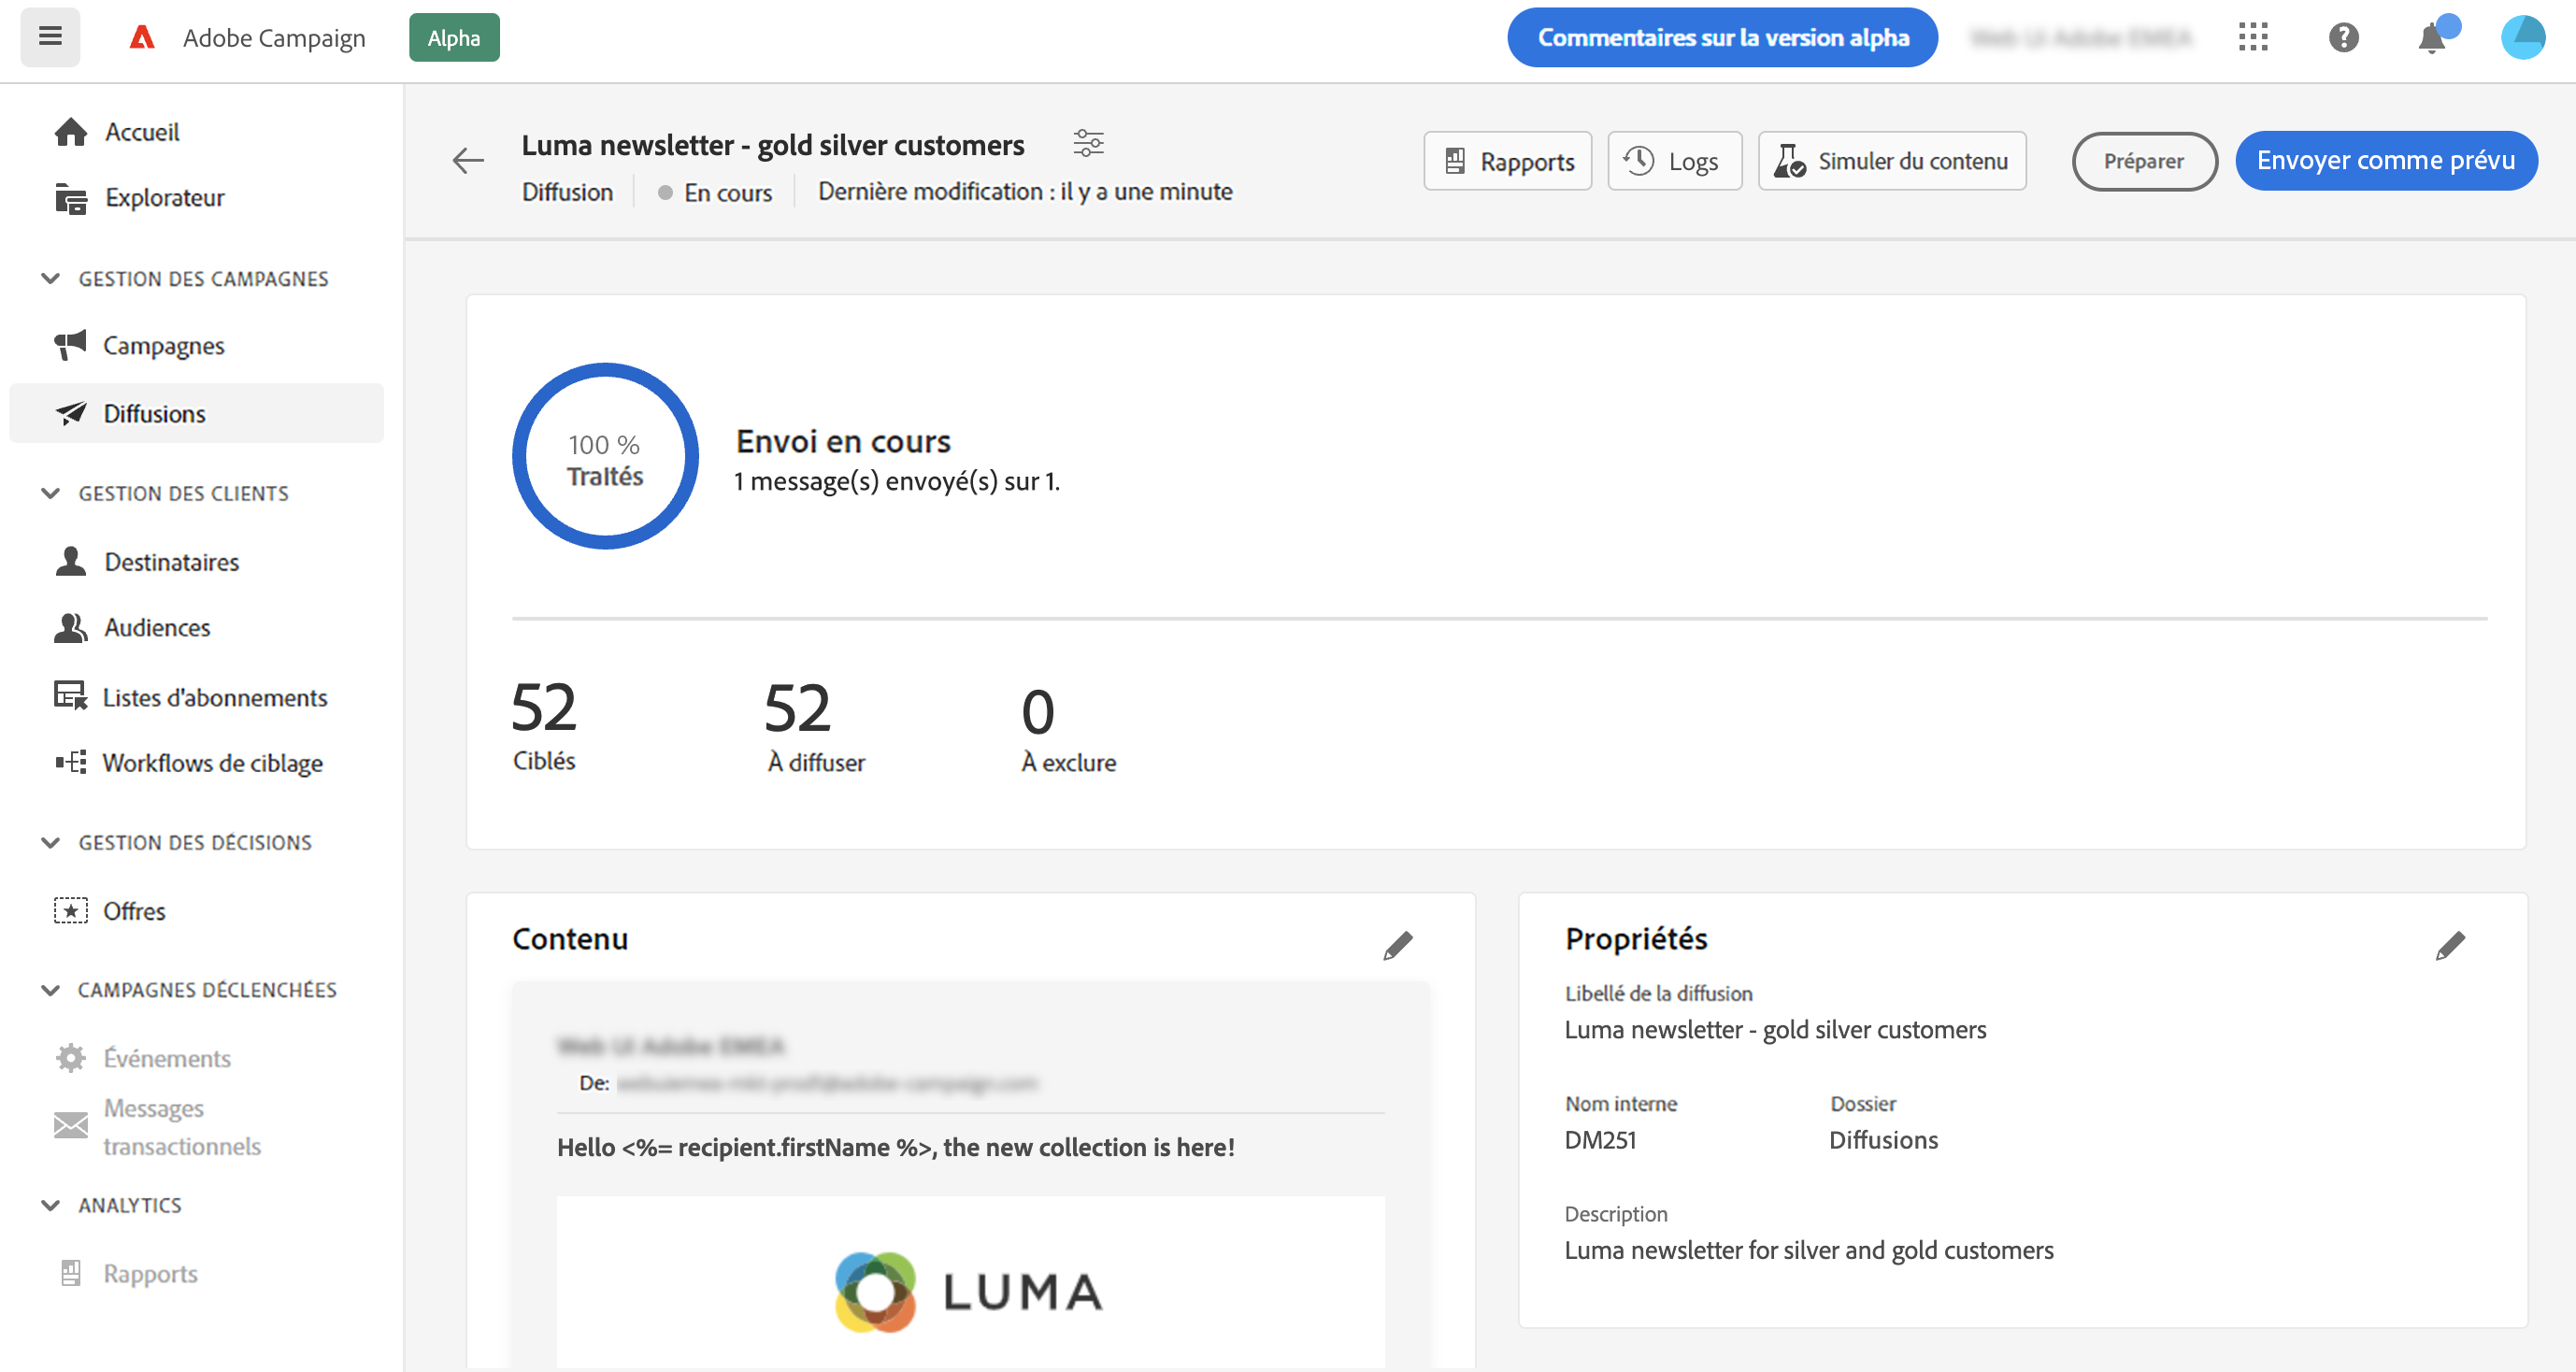 Adobe Campaign
Alpha
Commentaires sur la version alpha
Accueil
Explorateur
GESTION DES CAMPAGNES
Campagnes
Diffusions
GESTION DES CLIENTS
Destinataires
Audiences
Listes d'abonnements
Workflows de ciblage
GESTION DES DÉCISIONS
Offres
CAMPAGNES DÉCLENCHÉES
Événements
Messages
transactionnels
ANALYTICS
Rapports
Luma newsletter - gold silver customers
Diffusion
En cours
Dernière modification : il y a une minute
Rapports
Logs
Simuler du contenu
Préparer
Envoyer comme prévu
100 %
Traités
Envoi en cours
1 message(s) envoyé(s) sur 1.
52
Ciblés
52
À diffuser
0
À exclure
Contenu
De:
Hello <%= recipient.firstName %>, the new collection is here!
LUMA
Propriétés
Libellé de la diffusion
Luma newsletter - gold silver customers
Nom interne
DM251
Dossier
Diffusions
Description
Luma newsletter for silver and gold customers